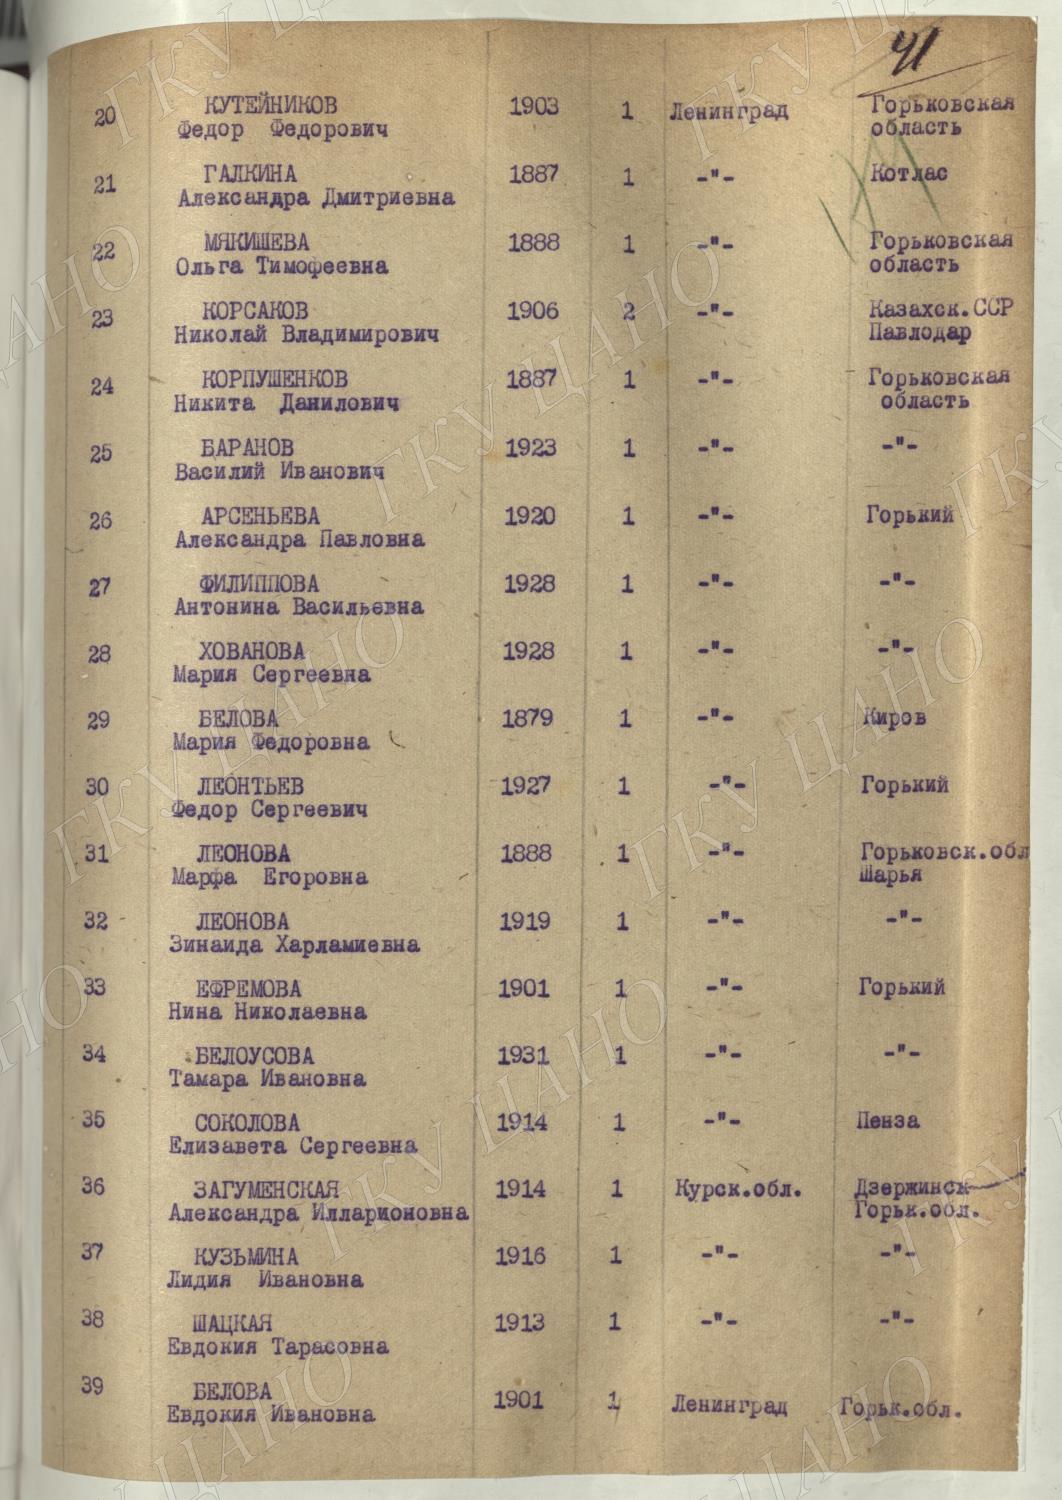 41
20 КУТЕЙНИКОВ 1903 1 Ленинград Горьковская
Федор Федорович область
21 ГАЛКИНА 1887 1 -"- Котлас
Александра Дмитриевна
22 МЯКИШЕВА 1888 1 -"- Горьковская
Ольга Тимофеевна область
23 КОРСАКОВ 1906 2 -"- Казахск.ССР
Николай Владимирович Павлодар
24 КОРПУШЕНКОВ 1887 1 -"- Горьковская
Никита Данилович область
25 БАРАНОВ 1923 1 -"- -"-
Василий Иванович
26 АРСЕНЬЕВА 1920 1 -"- Горький
Александра Павловна
27 ФИЛИППОВА 1928 1 -"- -"-
Антонина Васильевна
28 ХОВАНОВА 1928 1 -"- -"-
Мария Сергеевна
29 БЕЛОВА 1879 1 -"- Киров
Мария Федоровна
30 ЛЕОНТЬЕВ 1927 1 -"- Горький
Федор Сергеевич
31 ЛЕОНОВА 1888 1 -"- Горьковск.обл
Марфа Егоровна Шарья
32 ЛЕОНОВА 1919 1 -"- -"-
Зинаида Харламиевна
33 ЕФРЕМОВА 1901 1 -"- Горький
Нина Николаевна
34 БЕЛОУСОВА 1931 1 -"- -"-
Тамара Ивановна
35 СОКОЛОВА 1914 1 -"- Пенза
Елизавета Сергеевна
36 ЗАГУМЕНСКАЯ 1914 1 Курск.обл. Дзержинск
Александра Илларионовна Горьк.обл.
37 КУЗЬМИНА 1916 1 -"- -"-
Лидия Ивановна
38 ШАЦКАЯ 1913 1 -"- -"-
Евдокия Тарасовна
39 БЕЛОВА 1901 1 Ленинград Горьк.обл.
Евдокия Ивановна
ГКУ ЦАНО